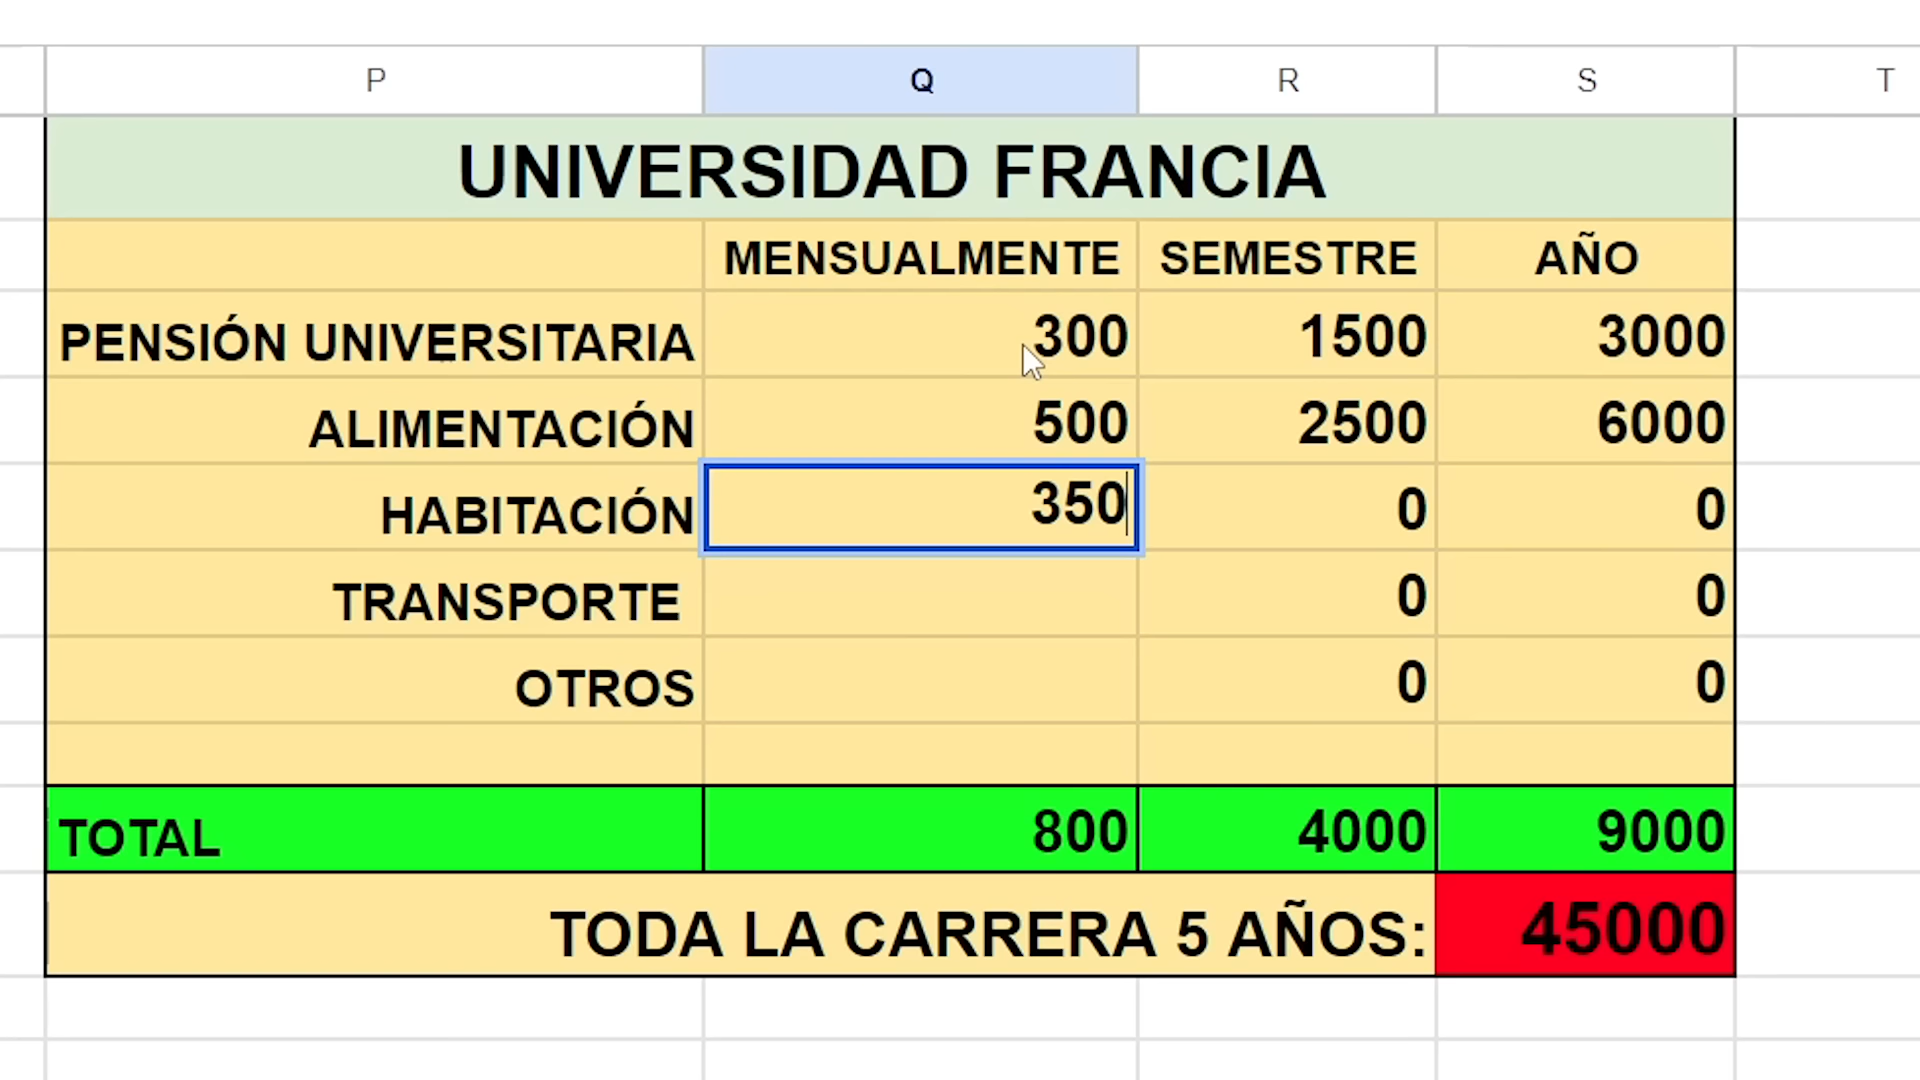 P Q R S T
UNIVERSIDAD FRANCIA
MENSUALMENTE SEMESTRE AÑO
PENSIÓN UNIVERSITARIA 300 1500 3000
ALIMENTACIÓN 500 2500 6000
HABITACIÓN 350 0 0
TRANSPORTE 0 0
OTROS 0 0
TOTAL 800 4000 9000
TODA LA CARRERA 5 AÑOS: 45000